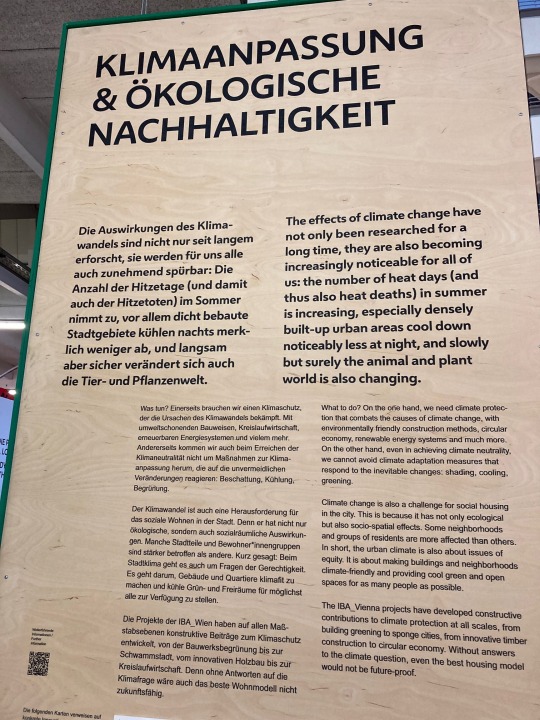 KLIMAANPASSUNG
& ÖKOLOGISCHE
NACHHALTIGKEIT
Die Auswirkungen des Klima-
wandels sind nicht nur seit langem
erforscht, sie werden für uns alle
auch zunehmend spürbar: Die
Anzahl der Hitzetage (und damit
auch der Hitzetoten) im Sommer
nimmt zu, vor allem dicht bebaute
Stadtgebiete kühlen nachts merk-
lich weniger ab, und langsam
aber sicher verändert sich auch
die Tier- und Pflanzenwelt.
The effects of climate change have
not only been researched for a
long time, they are also becoming
increasingly noticeable for all of
us: the number of heat days (and
thus also heat deaths) in summer
is increasing, especially densely
built-up urban areas cool down
noticeably less at night, and slowly
but surely the animal and plant
world is also changing.
Was tun? Einerseits brauchen wir einen Klimaschutz,
der die Ursachen des Klimawandels bekämpft. Mit
umweltschonenden Bauweisen, Kreislaufwirtschaft,
erneuerbaren Energiesystemen und vielem mehr.
Andererseits kommen wir auch beim Erreichen der
Klimaneutralität nicht um Maßnahmen zur Klima-
anpassung herum, die auf die unvermeidlichen
Veränderungen reagieren: Beschattung, Kühlung,
Begrünung.
Der Klimawandel ist auch eine Herausforderung für
das soziale Wohnen in der Stadt. Denn er hat nicht nur
ökologische, sondern auch sozialräumliche Auswirkun-
gen. Manche Stadtteile und Bewohner*innengruppen
sind stärker betroffen als andere. Kurz gesagt: Beim
Stadtklima geht es auch um Fragen der Gerechtigkeit.
Es geht darum, Gebäude und Quartiere klimafit zu
machen und kühle Grün- und Freiräume für möglichst
alle zur Verfügung zu stellen.
Die Projekte der IBA_Wien haben auf allen Maß-
stabsebenen konstruktive Beiträge zum Klimaschutz
entwickelt, von der Bauwerksbegrünung bis zur
Schwammstadt, vom innovativen Holzbau bis zur
Kreislaufwirtschaft. Denn ohne Antworten auf die
Klimafrage wäre auch das beste Wohnmodell nicht
zukunftsfähig.
What to do? On the one hand, we need climate protec-
tion that combats the causes of climate change, with
environmentally friendly construction methods, circular
economy, renewable energy systems and much more.
On the other hand, even in achieving climate neutrality,
we cannot avoid climate adaptation measures that
respond to the inevitable changes: shading, cooling,
greening.
Climate change is also a challenge for social housing
in the city. This is because it has not only ecological
but also socio-spatial effects. Some neighborhoods
and groups of residents are more affected than others.
In short, the urban climate is also about issues of
equity. It is about making buildings and neighborhoods
climate-friendly and providing cool green and open
spaces for as many people as possible.
The IBA_Vienna projects have developed constructive
contributions to climate protection at all scales, from
building greening to sponge cities, from innovative timber
construction to circular economy. Without answers
to the climate question, even the best housing model
would not be future-proof.
Weiterführende
Informationen /
Further
information
Die folgenden Karten verweisen auf